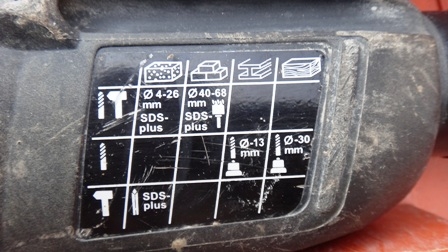 Ø 4-26 Ø 40-68
mm mm
SDS- SDS-
plus plus
Ø-13 Ø-30
mm mm
SDS-
plus